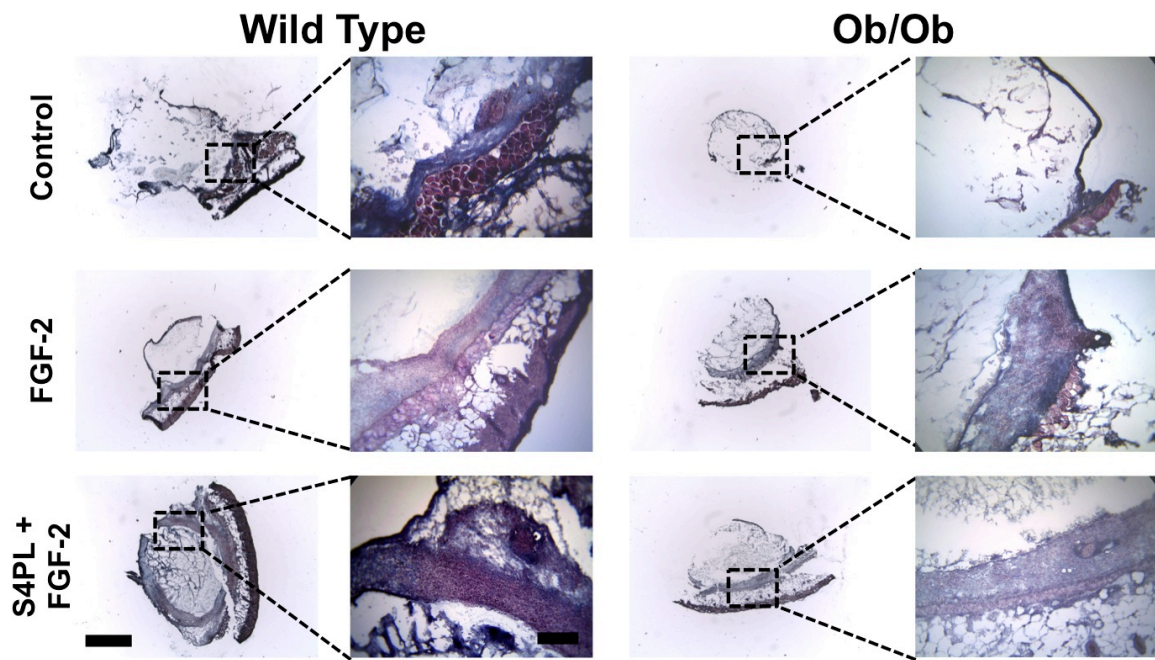 Wild Type
Ob/Ob
Control
FGF-2
S4PL +
FGF-2